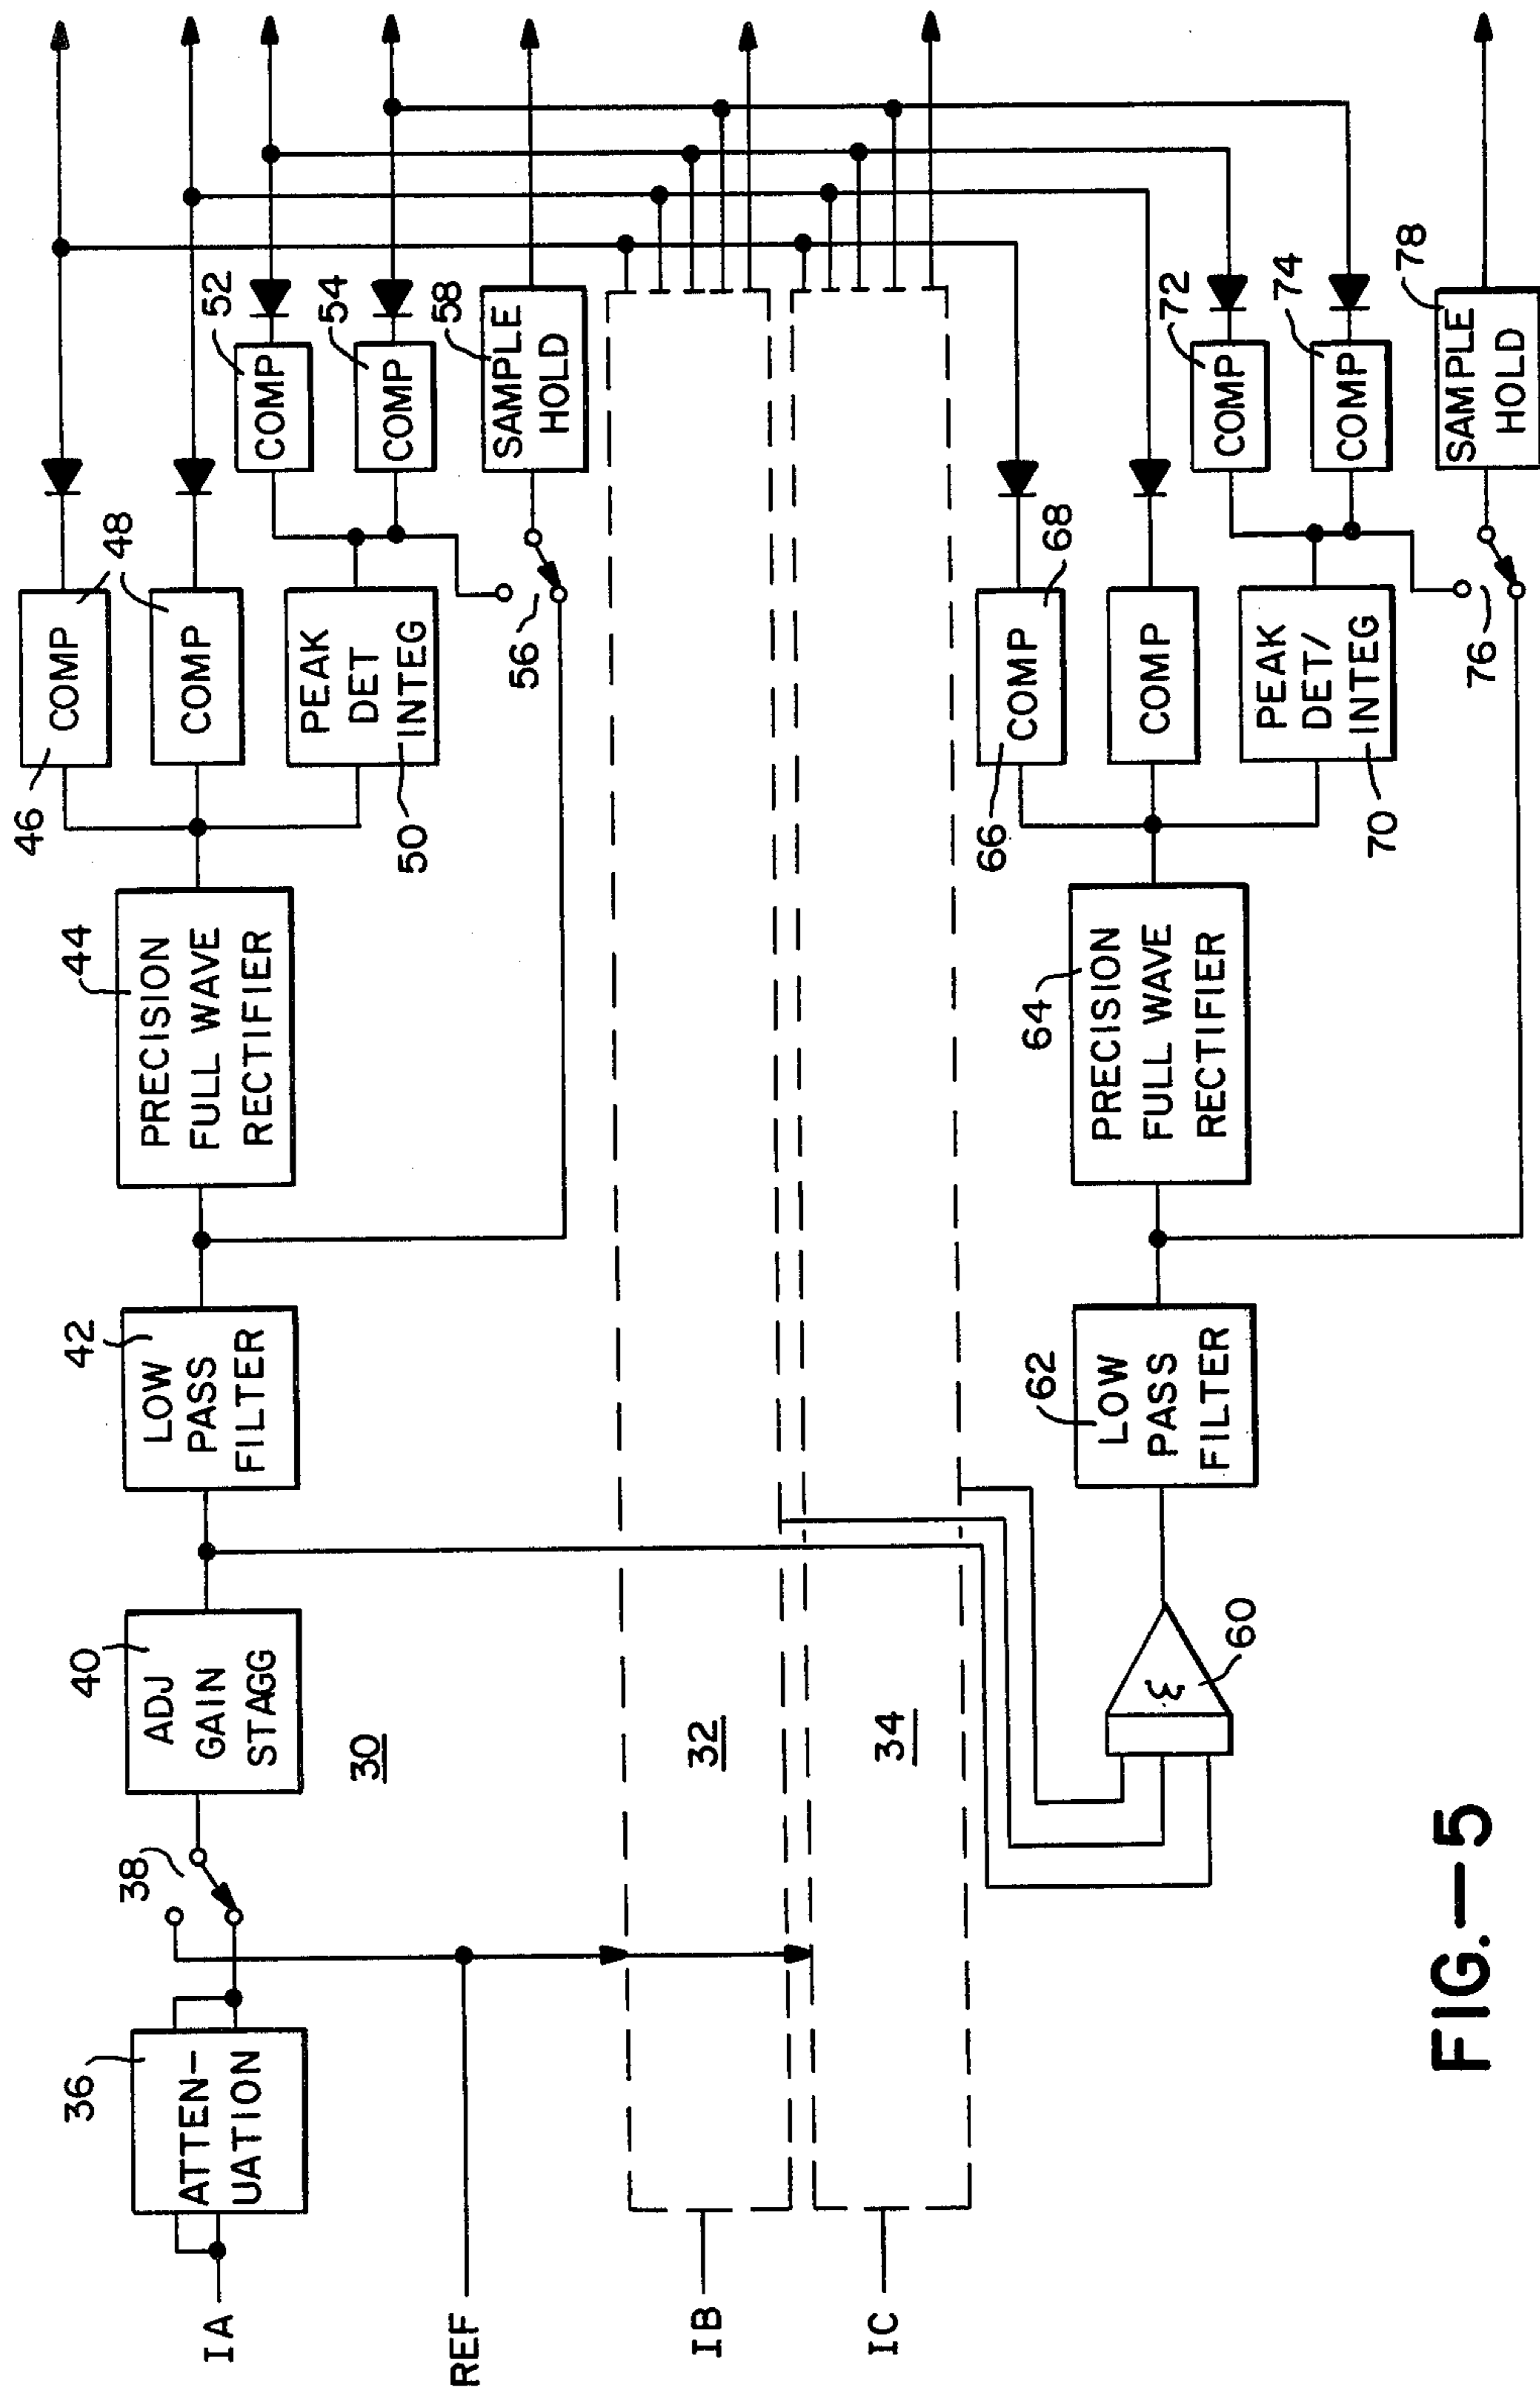 IA
36
ATTEN-
UATION
38
40
ADJ
GAIN
STAGG
30
42
LOW
PASS
FILTER
44
PRECISION
FULL WAVE
RECTIFIER
46
COMP
48
COMP
50
PEAK
DET
INTEG
52
COMP
54
COMP
56
58
SAMPLE
HOLD
REF
IB
32
IC
34
Σ
60
62
LOW
PASS
FILTER
64
PRECISION
FULL WAVE
RECTIFIER
66
COMP
68
COMP
70
PEAK
DET/
INTEG
72
COMP
74
COMP
76
78
SAMPLE
HOLD
FIG.—5